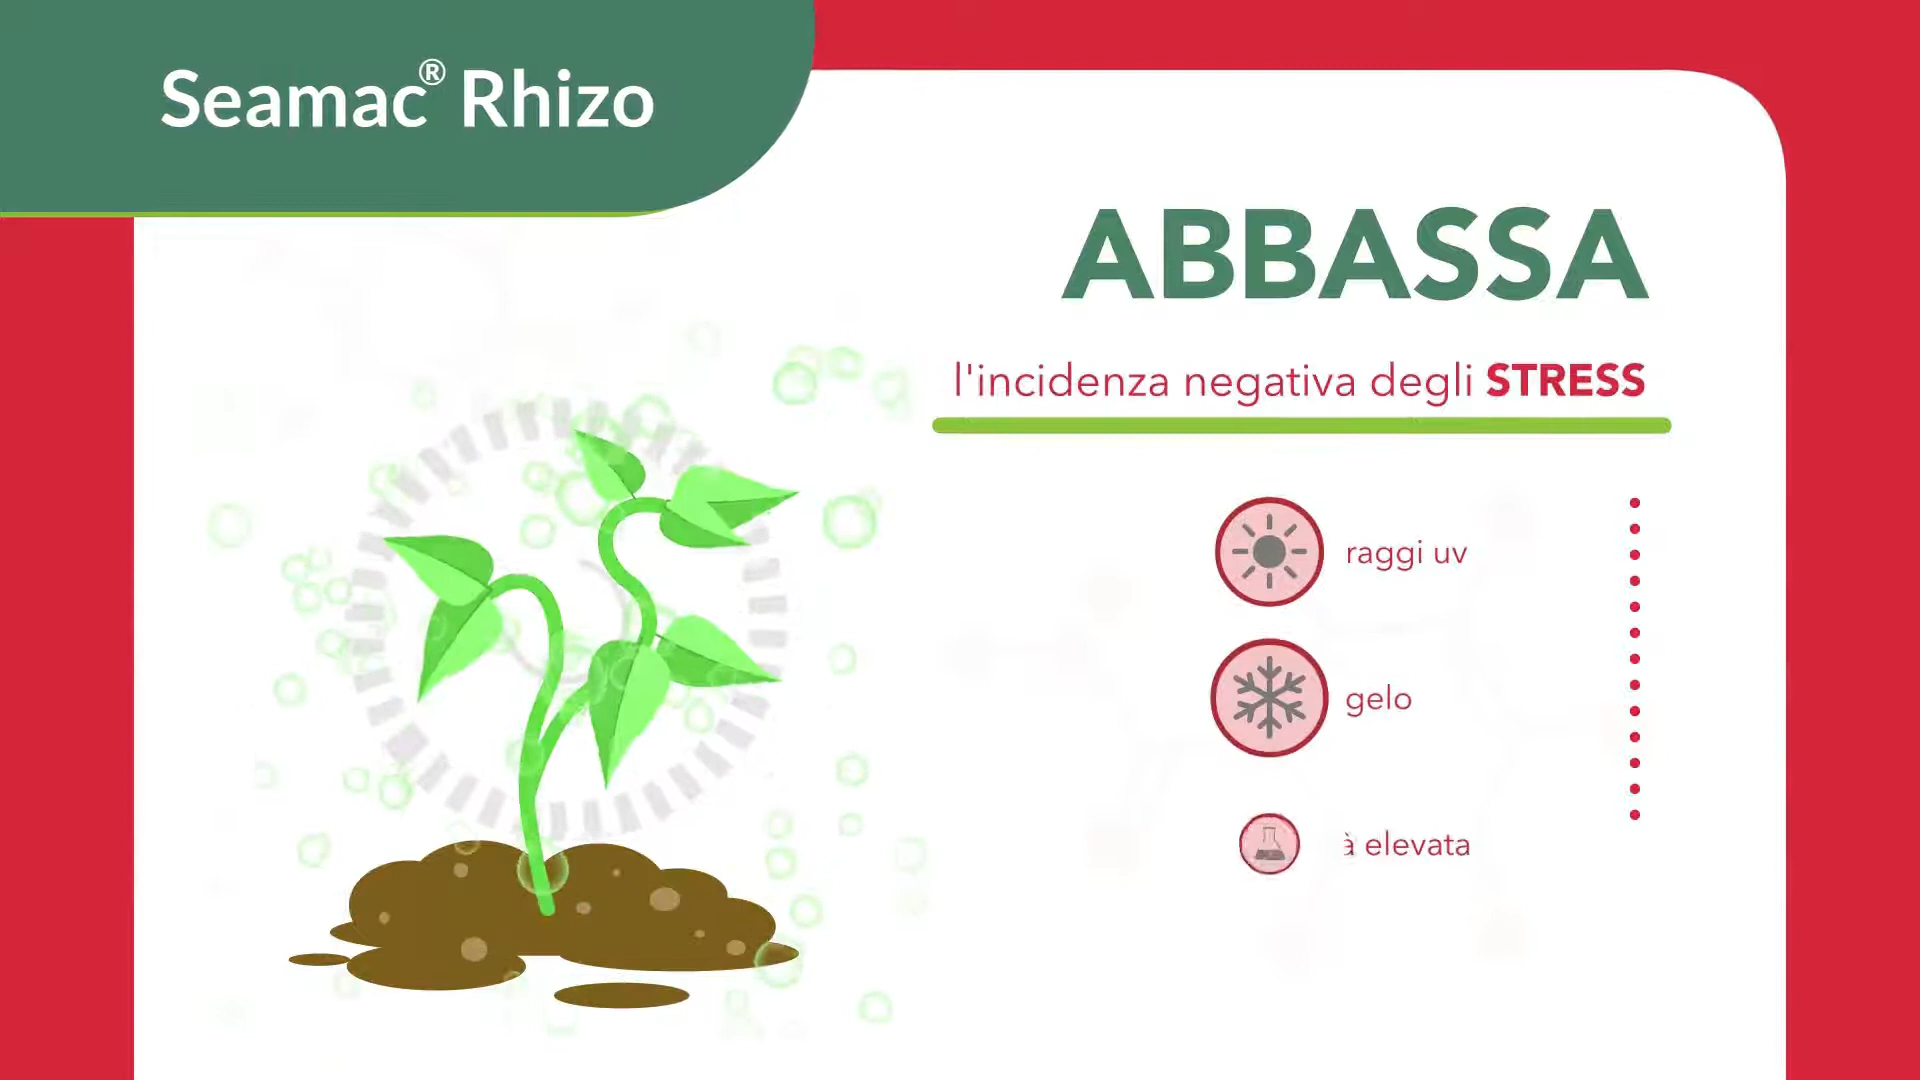 Seamac® Rhizo
ABBASSA
l'incidenza negativa degli STRESS
raggi uv
gelo
à elevata